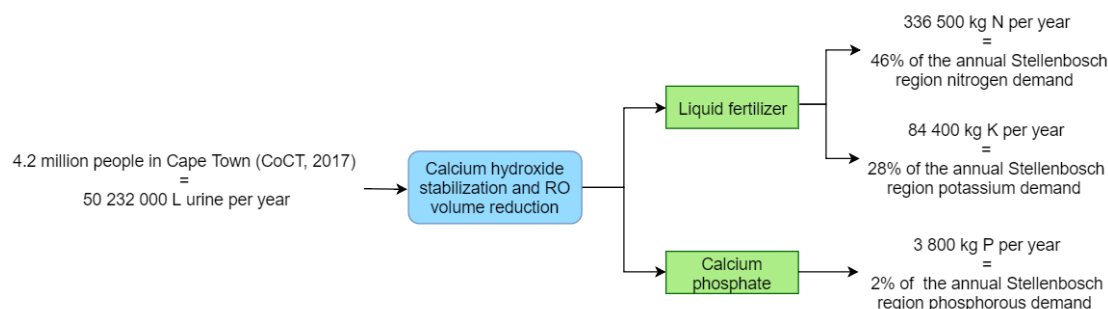 4.2 million people in Cape Town (CoCT, 2017)
=
50 232 000 L urine per year
Calcium hydroxide
stabilization and RO
volume reduction
Liquid fertilizer
336 500 kg N per year
=
46% of the annual Stellenbosch
region nitrogen demand
84 400 kg K per year
=
28% of the annual Stellenbosch
region potassium demand
Calcium
phosphate
3 800 kg P per year
=
2% of  the annual Stellenbosch
region phosphorous demand